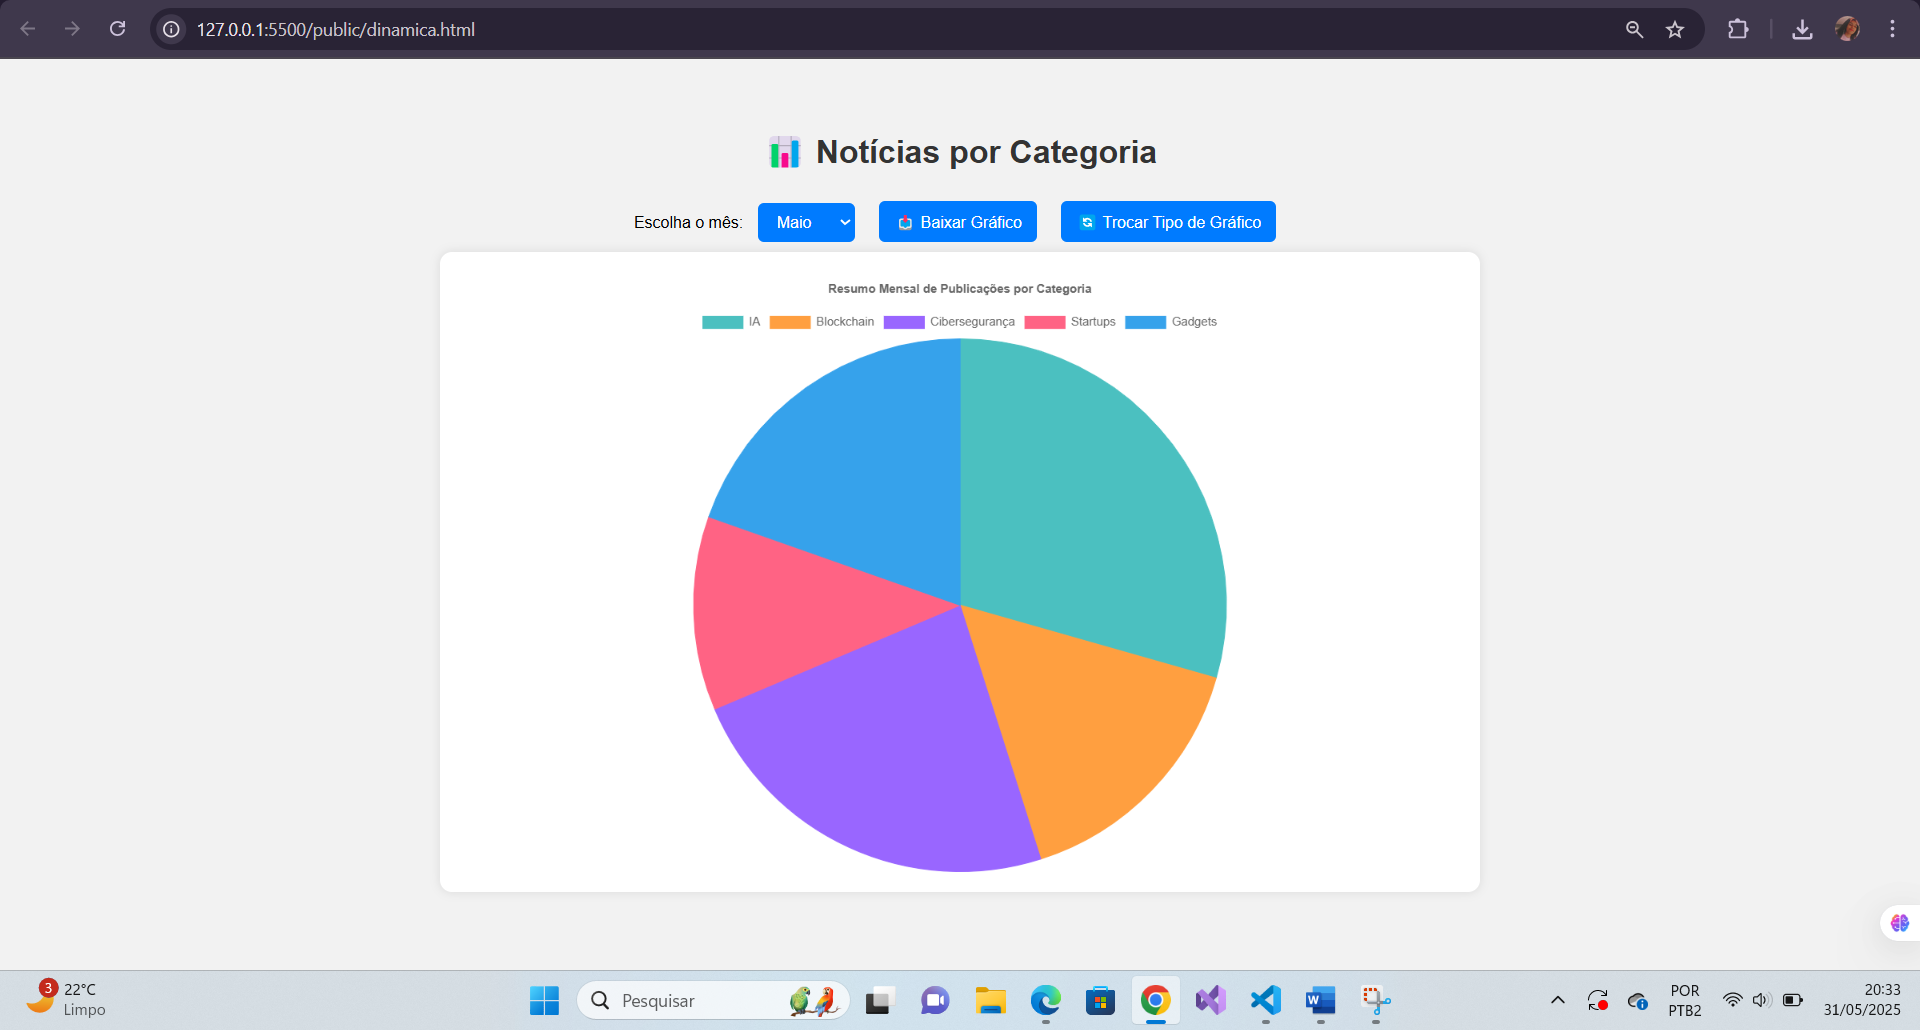 127.0.0.1:5500/public/dinamica.html
Notícias por Categoria
Escolha o mês:
Maio
Baixar Gráfico
Trocar Tipo de Gráfico
Resumo Mensal de Publicações por Categoria
IA
Blockchain
Cibersegurança
Startups
Gadgets
3
22°C
Limpo
Pesquisar
W
POR
PTB2
20:33
31/05/2025